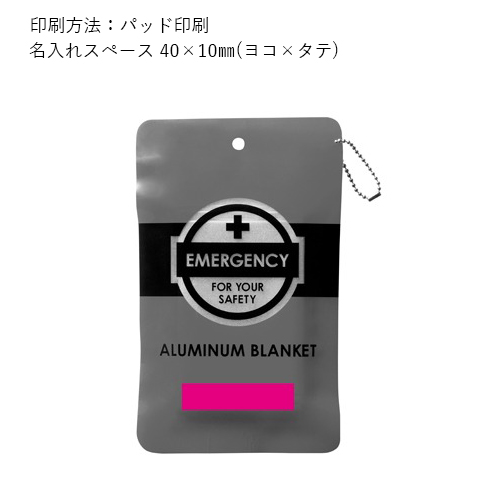 印刷方法：パッド印刷
名入れスペース 40×10㎜(ヨコ×タテ)
EMERGENCY
FOR YOUR
SAFETY
ALUMINUM BLANKET